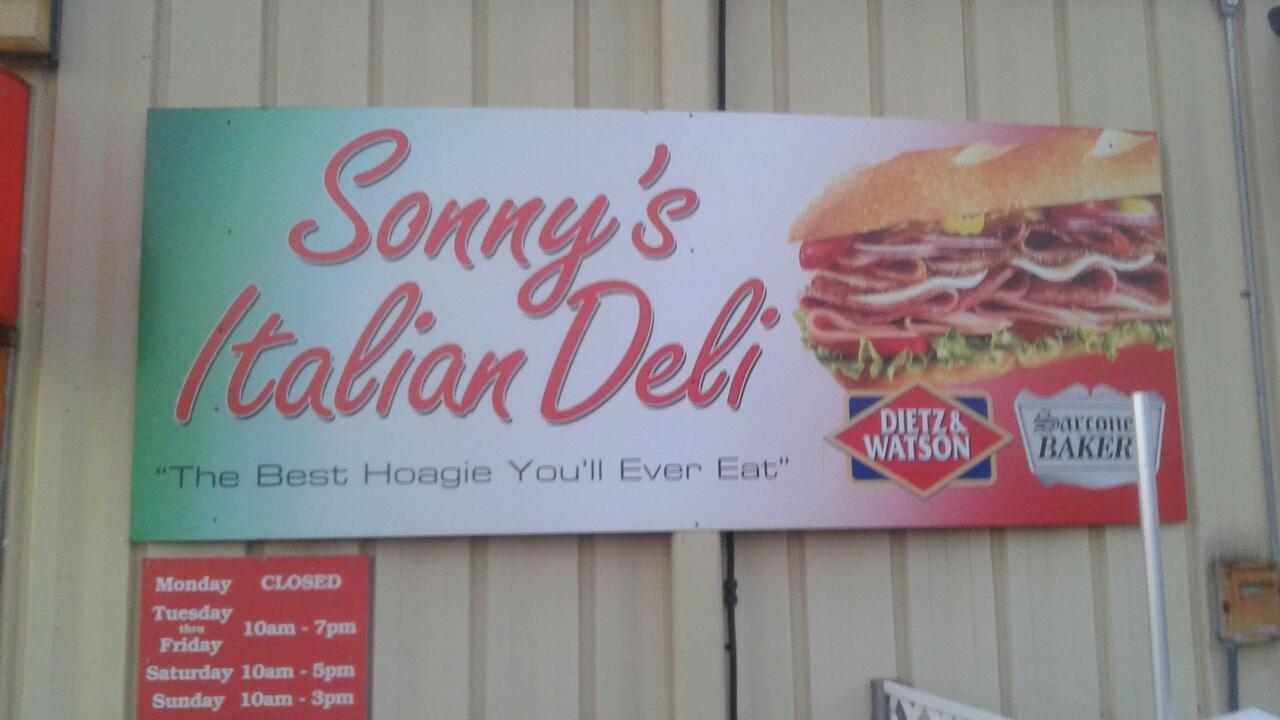 Sonny's
Italian Deli
"The Best Hoagie You'll Ever Eat"
DIETZ &
WATSON
Sarcone
BAKER
Monday CLOSED
Tuesday
thru 10am - 7pm
Friday
Saturday 10am - 5pm
Sunday 10am - 3pm